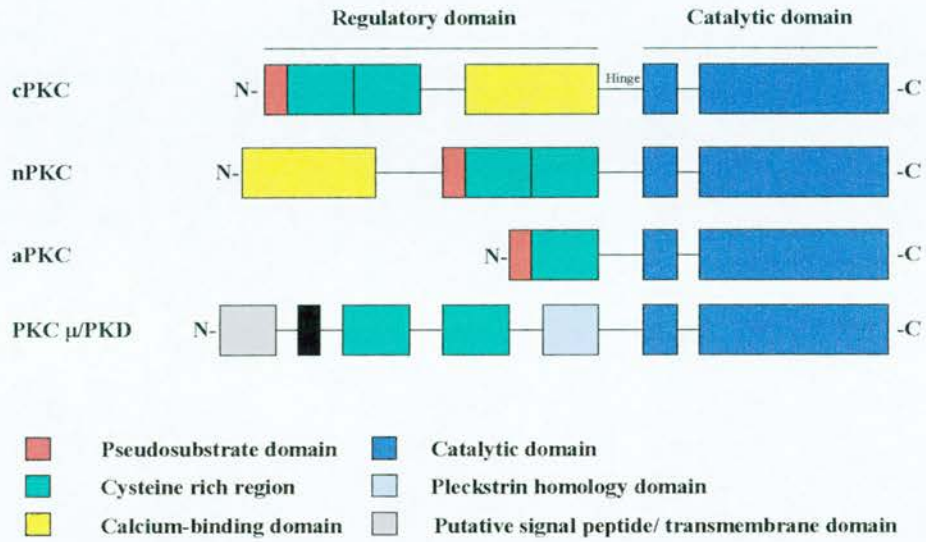 Regulatory domain Catalytic domain
cPKC N- Hinge -C
nPKC N- -C
aPKC N- -C
PKC μ/PKD N- -C
Pseudosubstrate domain Catalytic domain
Cysteine rich region Pleckstrin homology domain
Calcium-binding domain Putative signal peptide/ transmembrane domain